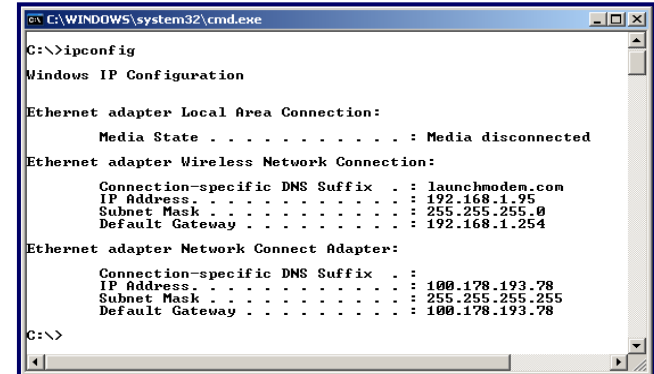 C:\WINDOWS\system32\cmd.exe
C:\>ipconfig
Windows IP Configuration
Ethernet adapter Local Area Connection:
Media State . . . . . . . . . . . : Media disconnected
Ethernet adapter Wireless Network Connection:
Connection-specific DNS Suffix  . : launchmodem.com
IP Address. . . . . . . . . . . . : 192.168.1.95
Subnet Mask . . . . . . . . . . . : 255.255.255.0
Default Gateway . . . . . . . . . : 192.168.1.254
Ethernet adapter Network Connect Adapter:
Connection-specific DNS Suffix  . :
IP Address. . . . . . . . . . . . : 100.178.193.78
Subnet Mask . . . . . . . . . . . : 255.255.255.255
Default Gateway . . . . . . . . . : 100.178.193.78
C:\>